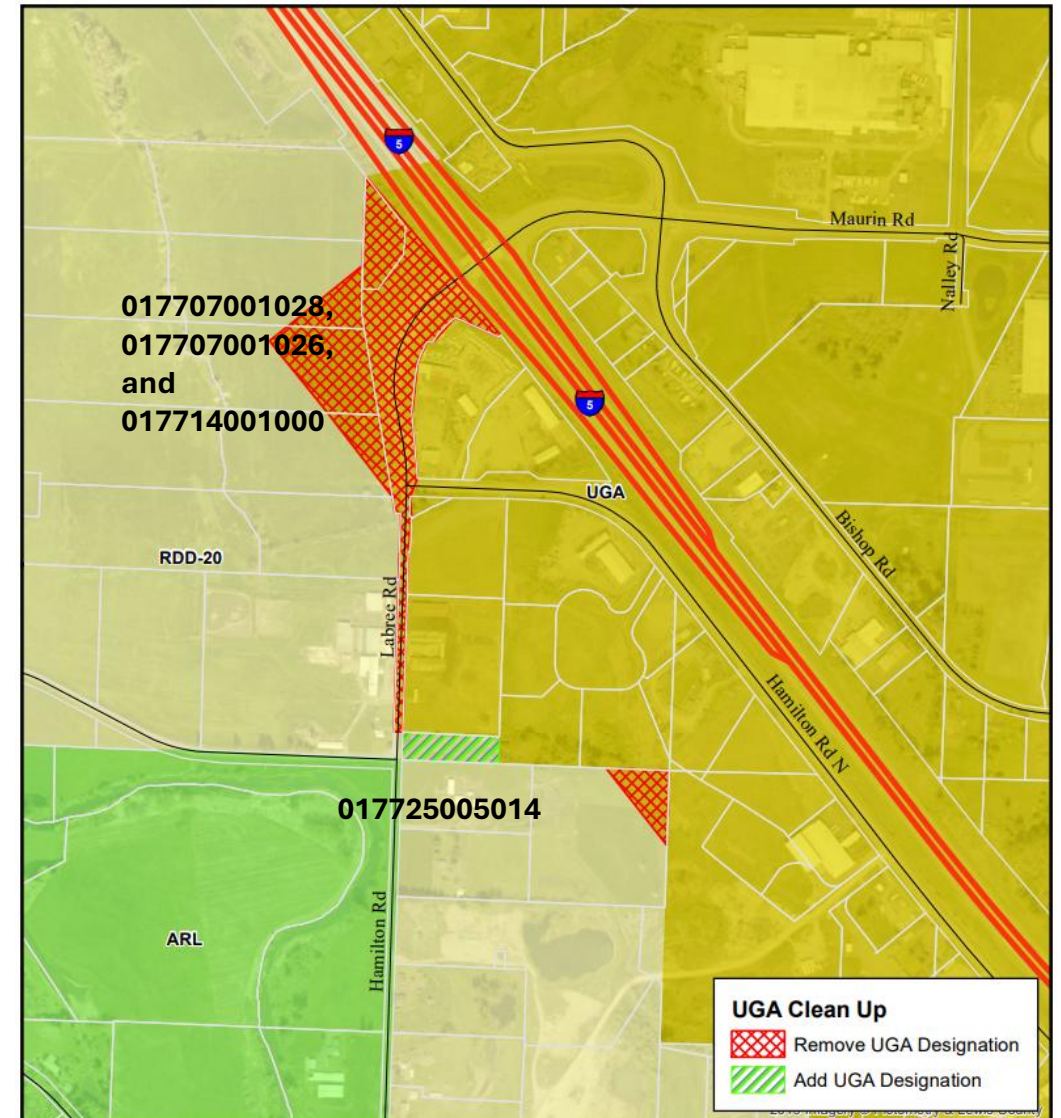 5
Maurin Rd
Nalley Rd
017707001028,
017707001026,
and
017714001000
5
UGA
Bishop Rd
RDD-20
Labree Rd
Hamilton Rd N
017725005014
ARL
Hamilton Rd
UGA Clean Up
Remove UGA Designation
Add UGA Designation